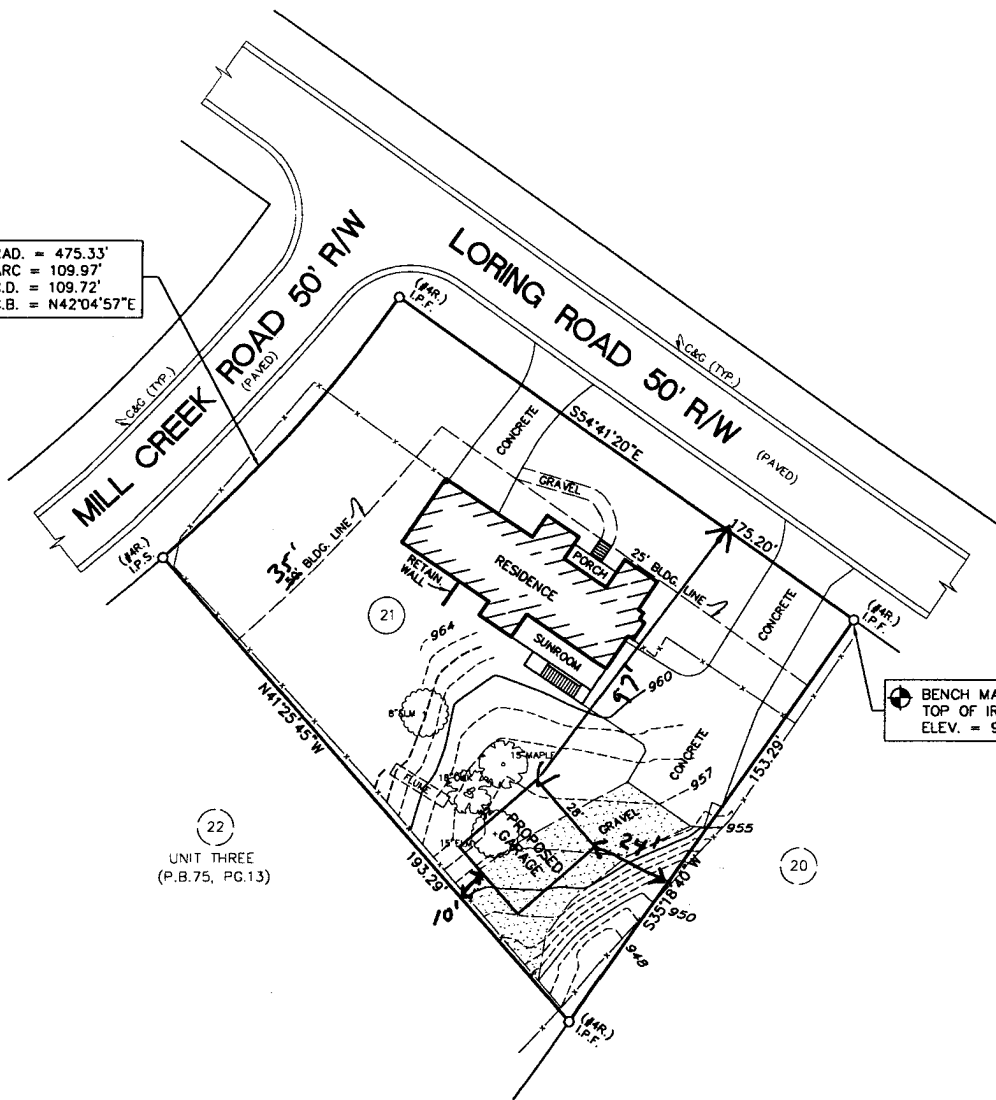 RAD. = 475.33'
ARC = 109.97'
C.D. = 109.72'
C.B. = N42°04'57"E
MILL CREEK ROAD 50' R/W
(PAVED)
C&G (TYP.)
LORING ROAD 50' R/W
(PAVED)
C&G (TYP.)
(#4R.)
I.P.F.
S54°41'20"E
175.20'
CONCRETE
GRAVEL
(#4R.)
I.P.S.
35'
BLDG. LINE
RESIDENCE
PORCH
25' BLDG. LINE
CONCRETE
(#4R.)
I.P.F.
RETAIN.
WALL
21
SUNROOM
964
97'
960
BENCH MA
TOP OF IR
ELEV. = 9
N41°25'45"W
8"ELM
15"MAPLE
CONCRETE
957
153.29'
FLUME
28
GRAVEL
955
PROPOSED
GARAGE
15"ELM
22
UNIT THREE
(P.B.75, PG.13)
20
193.29'
S35°18'40"W
950
10'
948
(#4R.)
I.P.F.